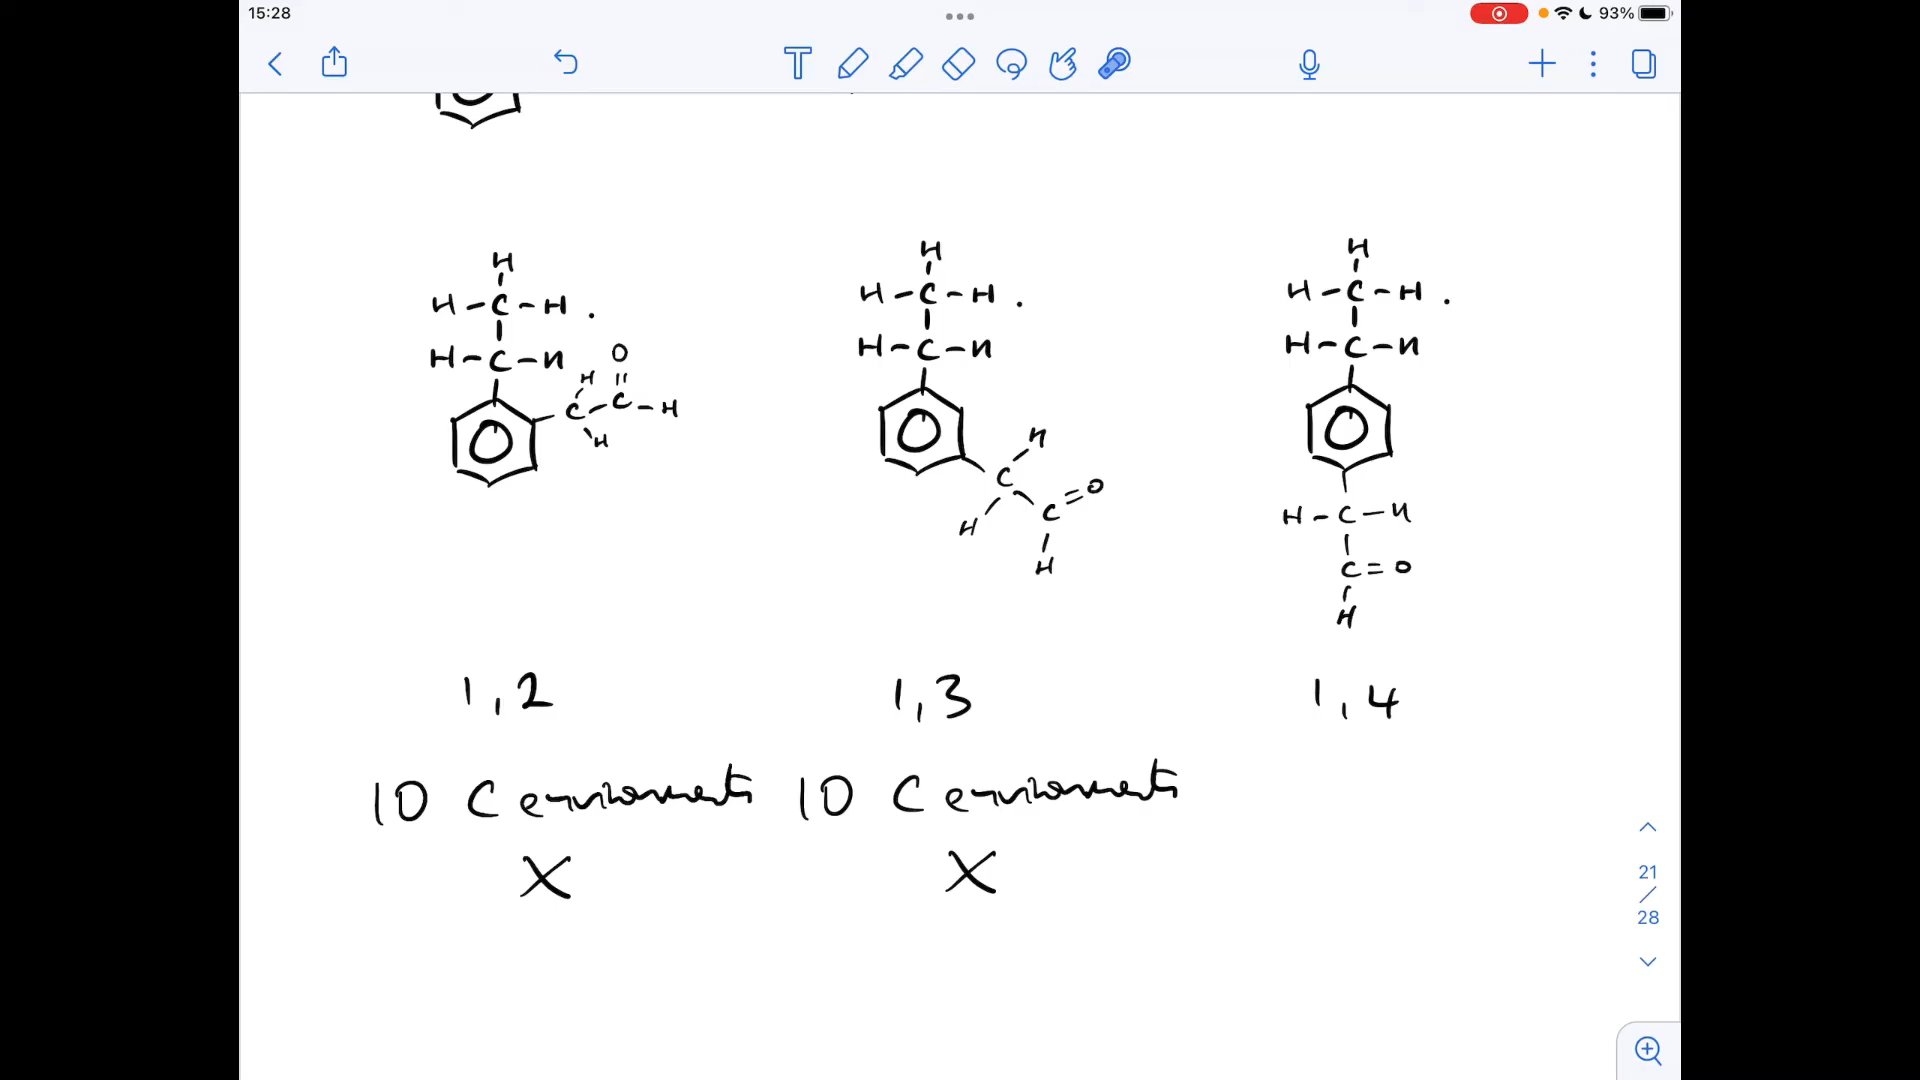 15:28
93%
T
H H H
H-C-H . H-C-H . H-C-H .
H-C-H H-C-H H-C-H
O
H
C-C-H
H
H
C
C=O
H
H
H-C-H
C=O
H
1,2 1,3 1,4
10 C environments 10 C environments
X X
21
/
28